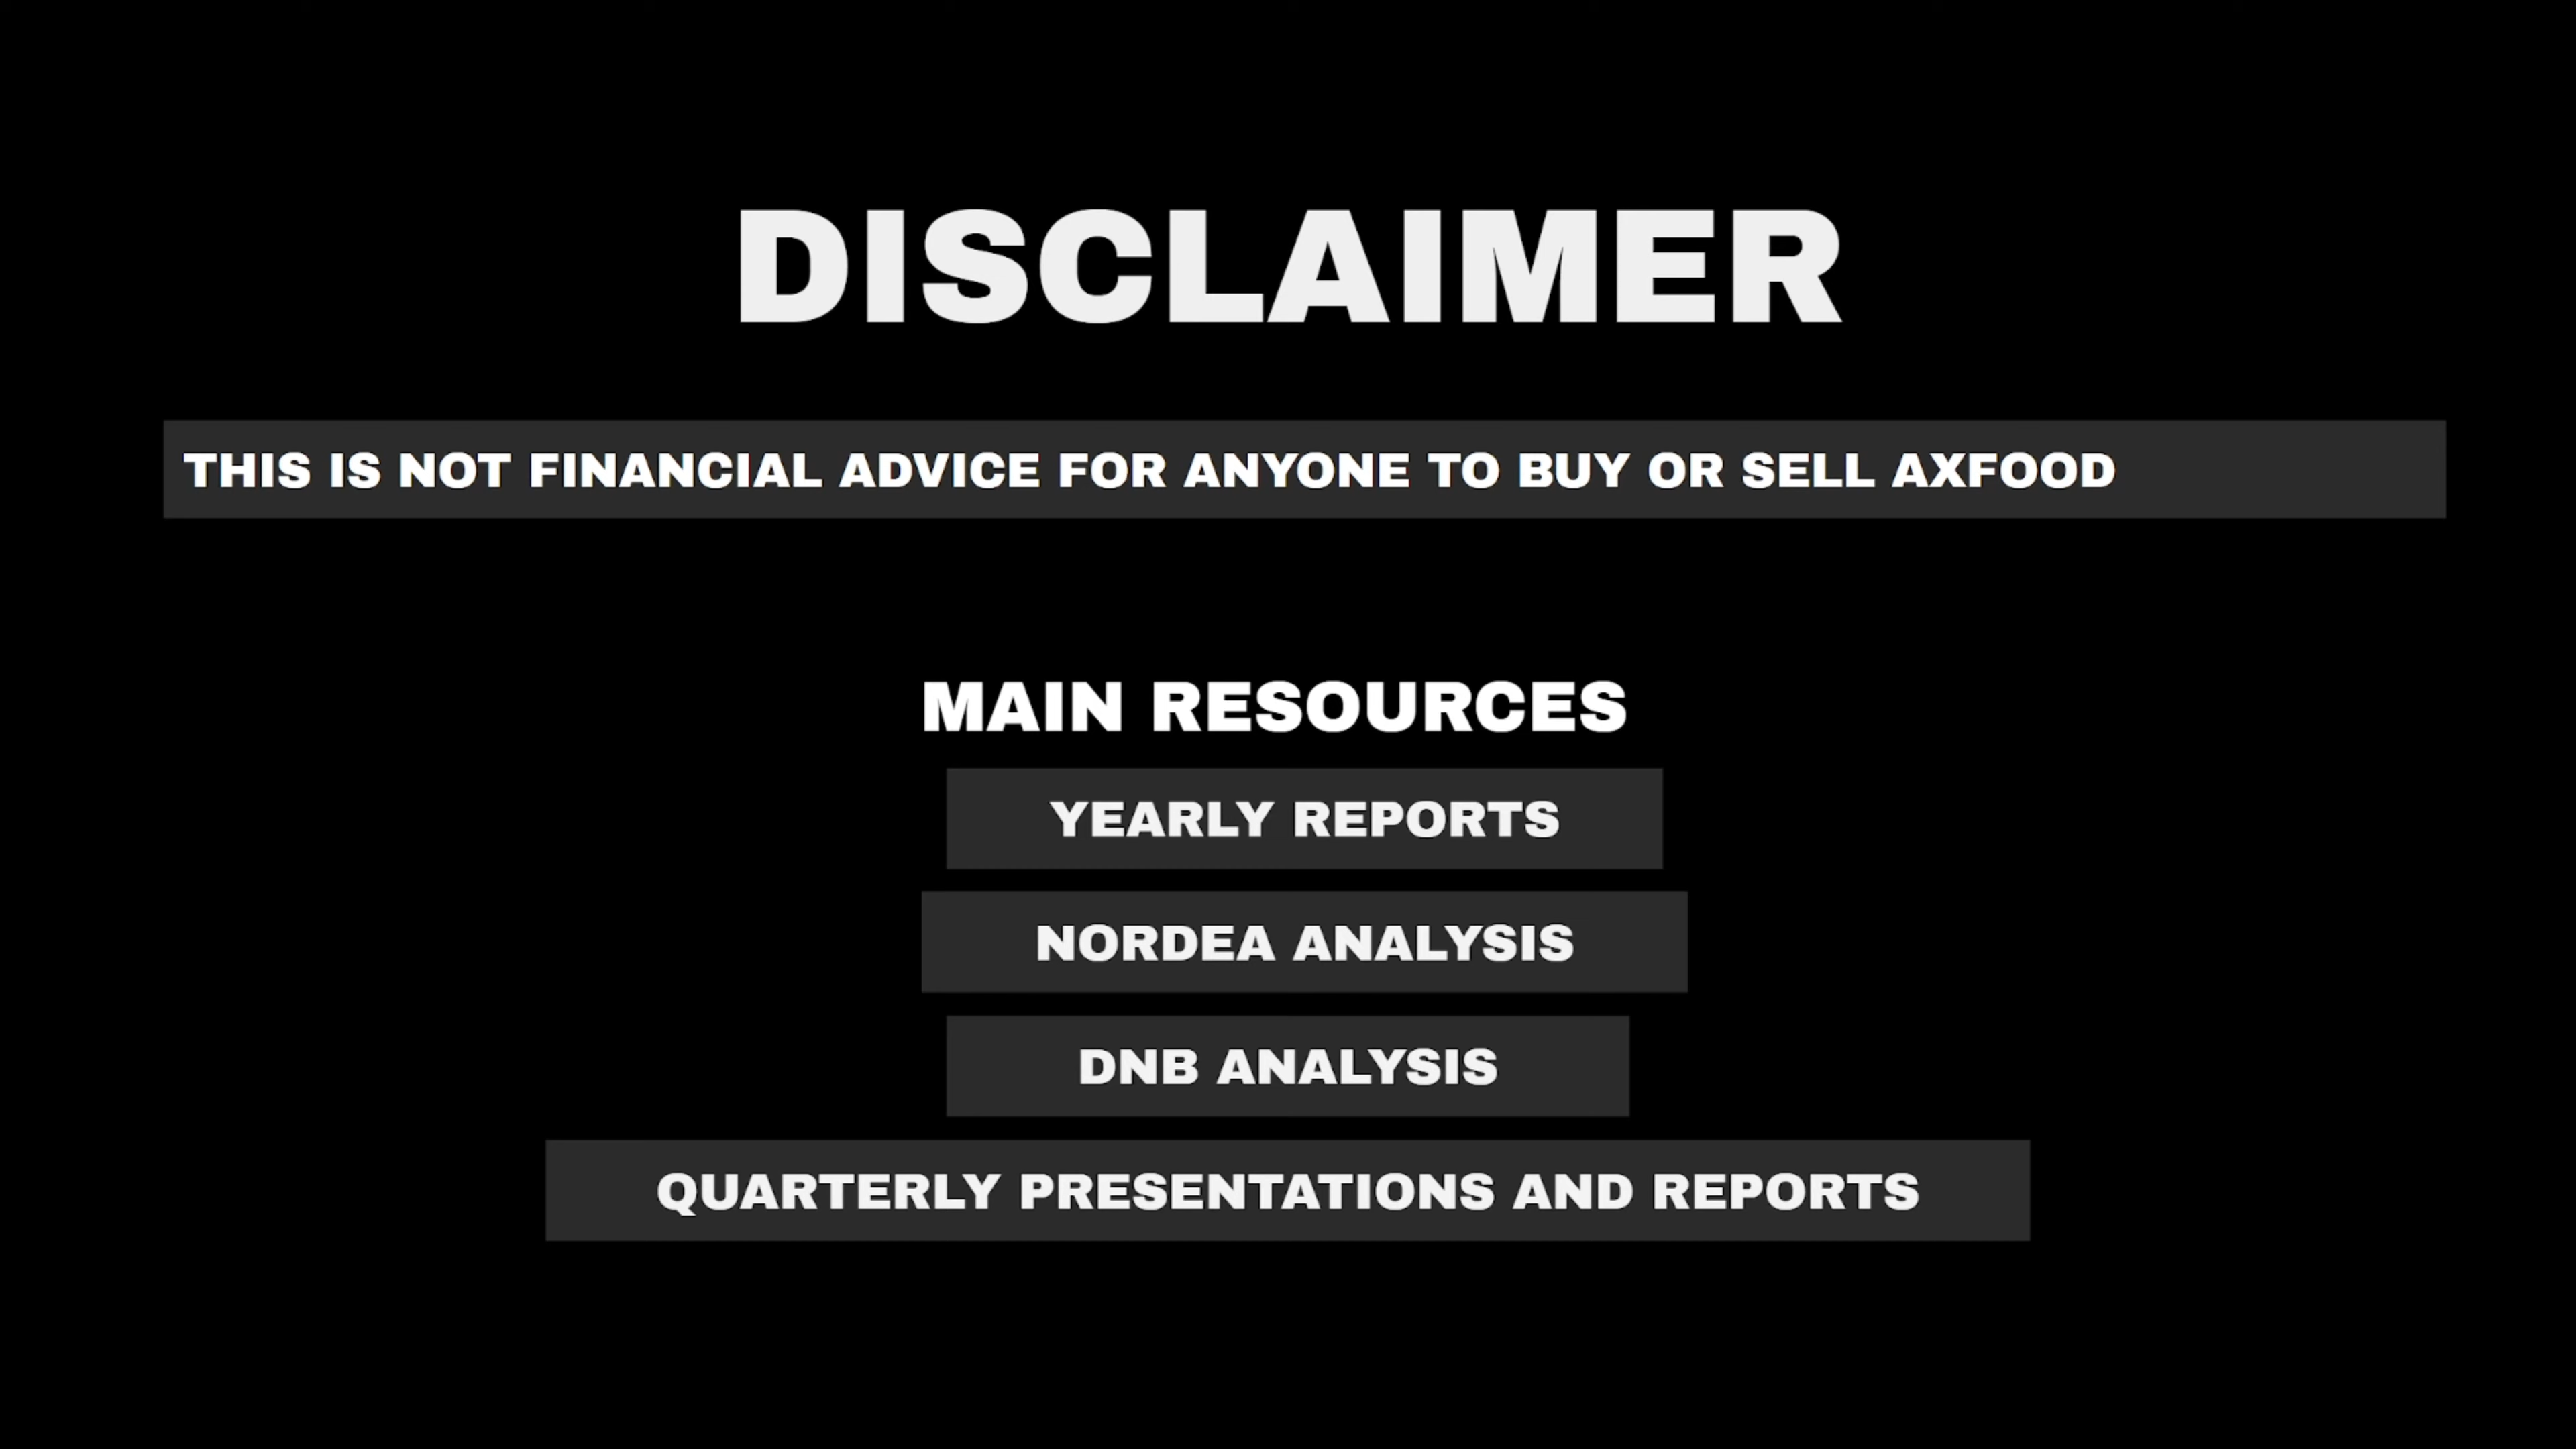 DISCLAIMER
THIS IS NOT FINANCIAL ADVICE FOR ANYONE TO BUY OR SELL AXFOOD
MAIN RESOURCES
YEARLY REPORTS
NORDEA ANALYSIS
DNB ANALYSIS
QUARTERLY PRESENTATIONS AND REPORTS